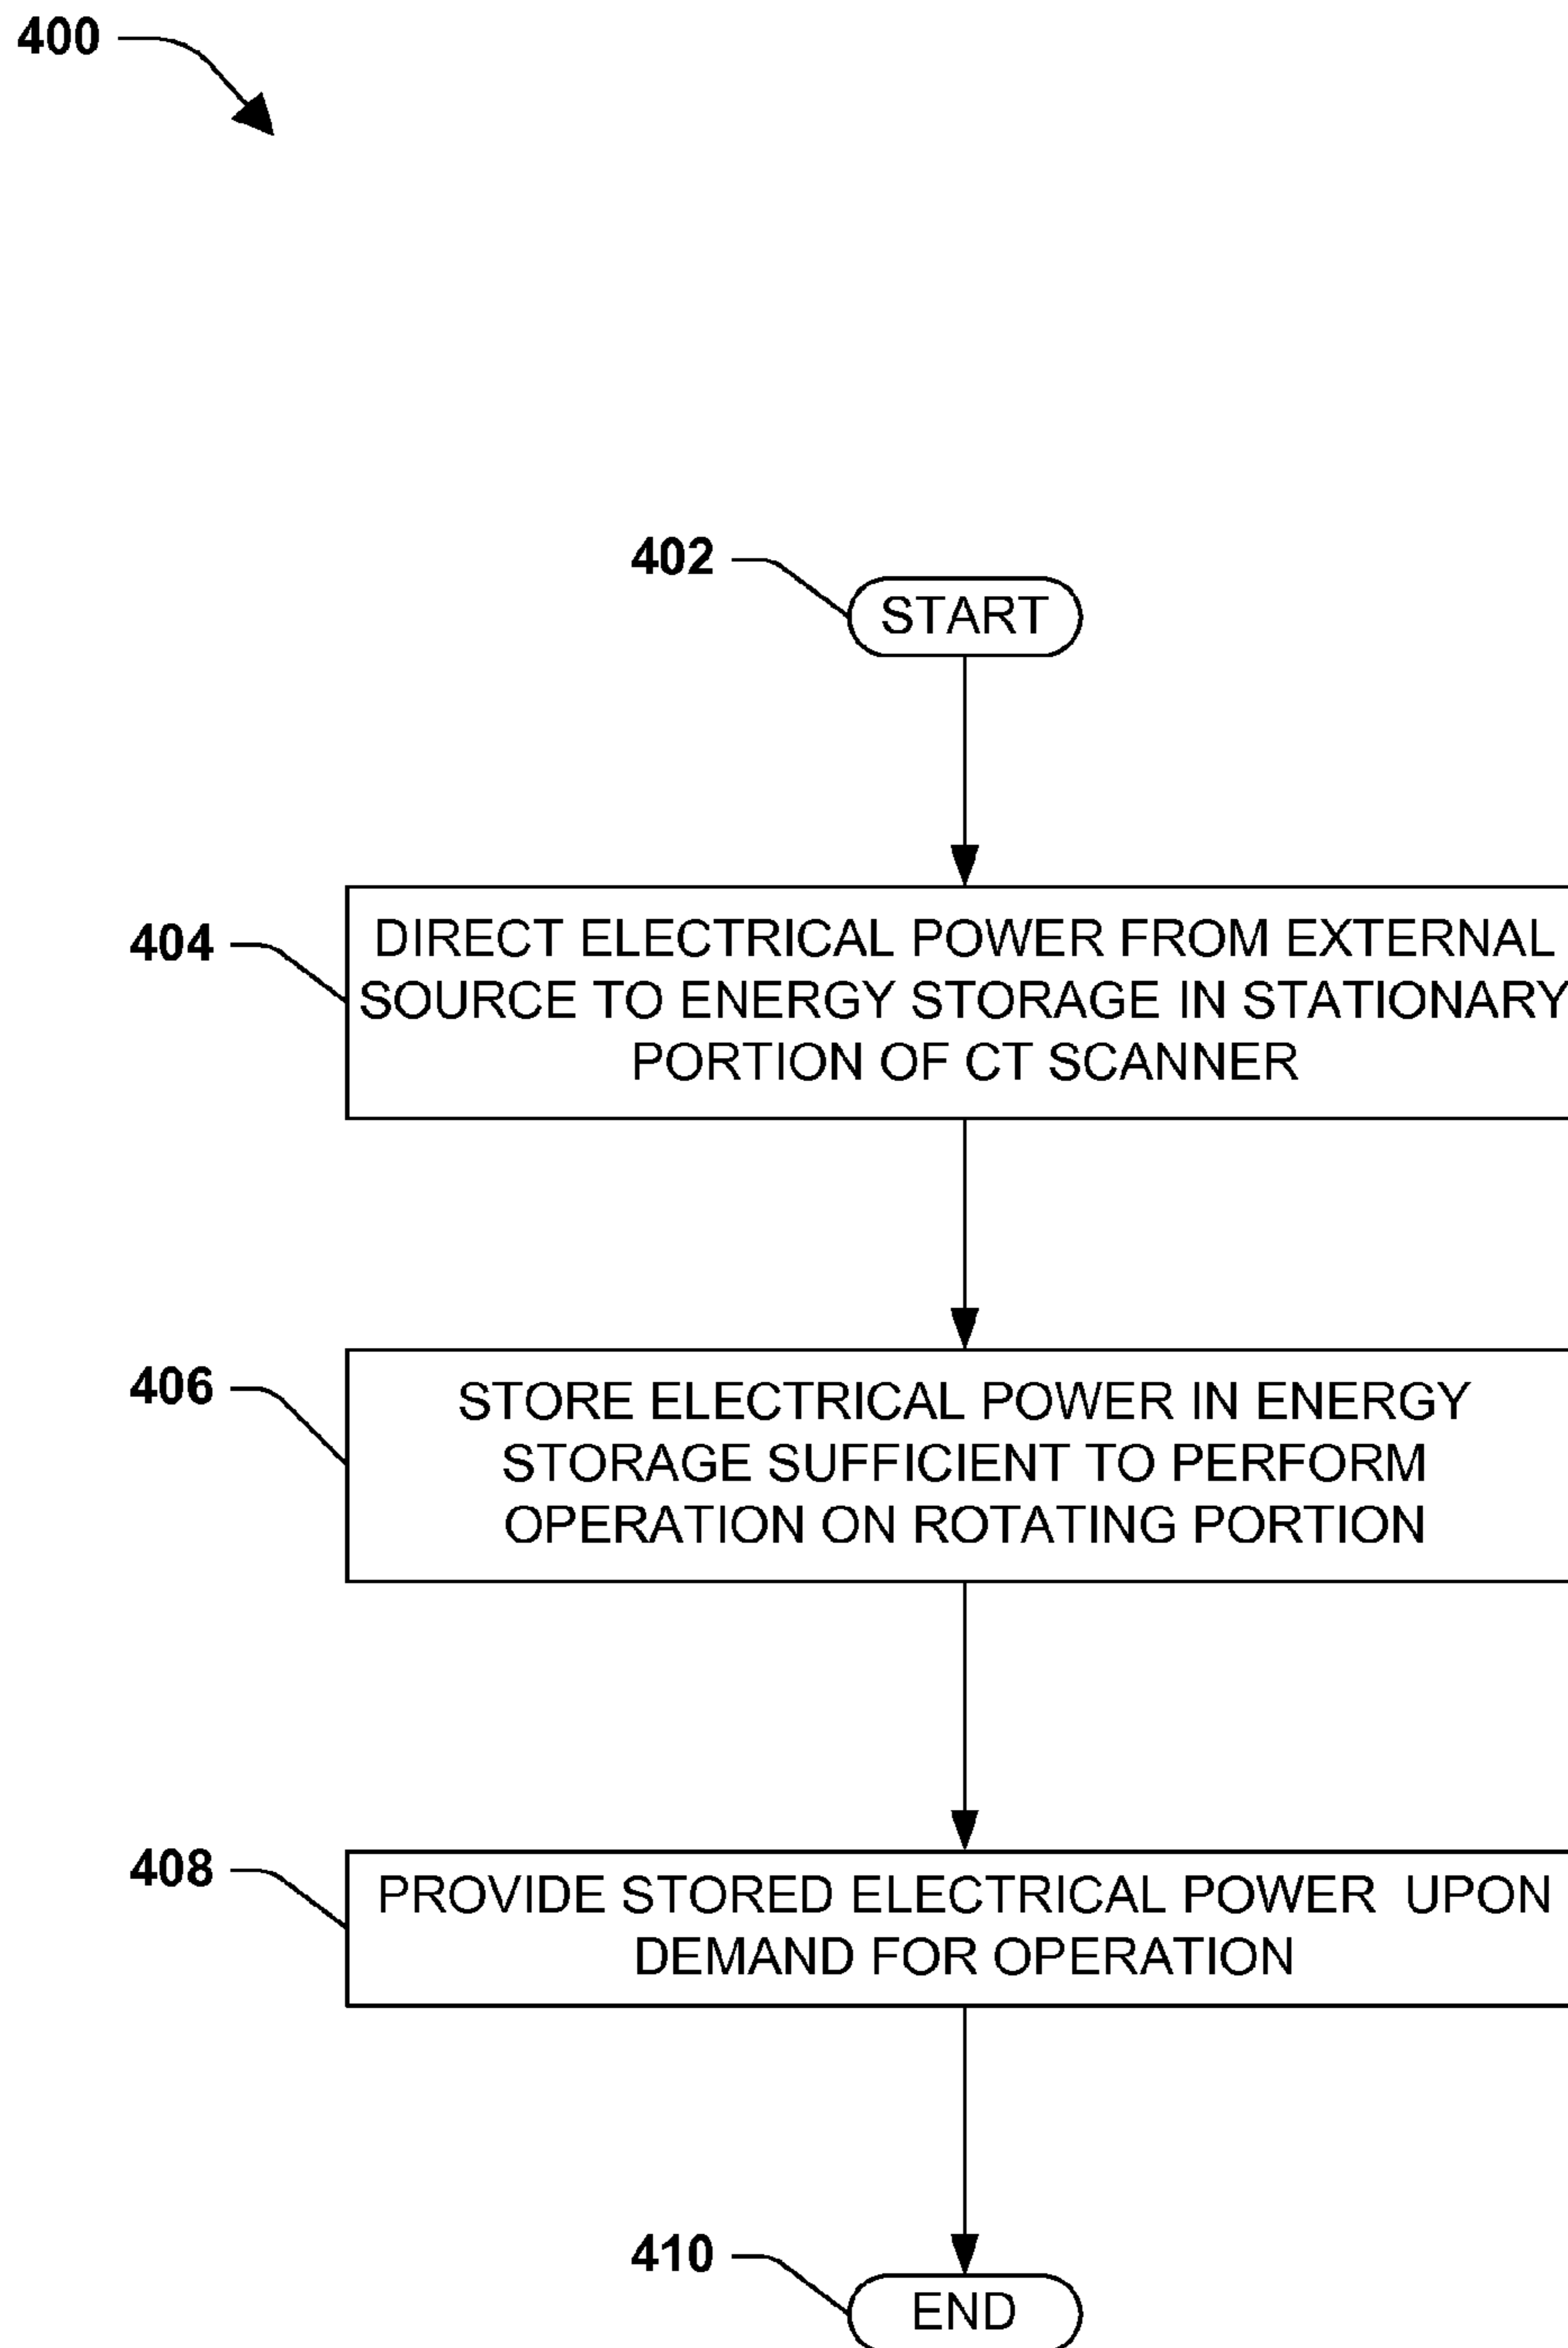 400
402
START
404
DIRECT ELECTRICAL POWER FROM EXTERNAL
SOURCE TO ENERGY STORAGE IN STATIONARY
PORTION OF CT SCANNER
406
STORE ELECTRICAL POWER IN ENERGY
STORAGE SUFFICIENT TO PERFORM
OPERATION ON ROTATING PORTION
408
PROVIDE STORED ELECTRICAL POWER UPON
DEMAND FOR OPERATION
410
END